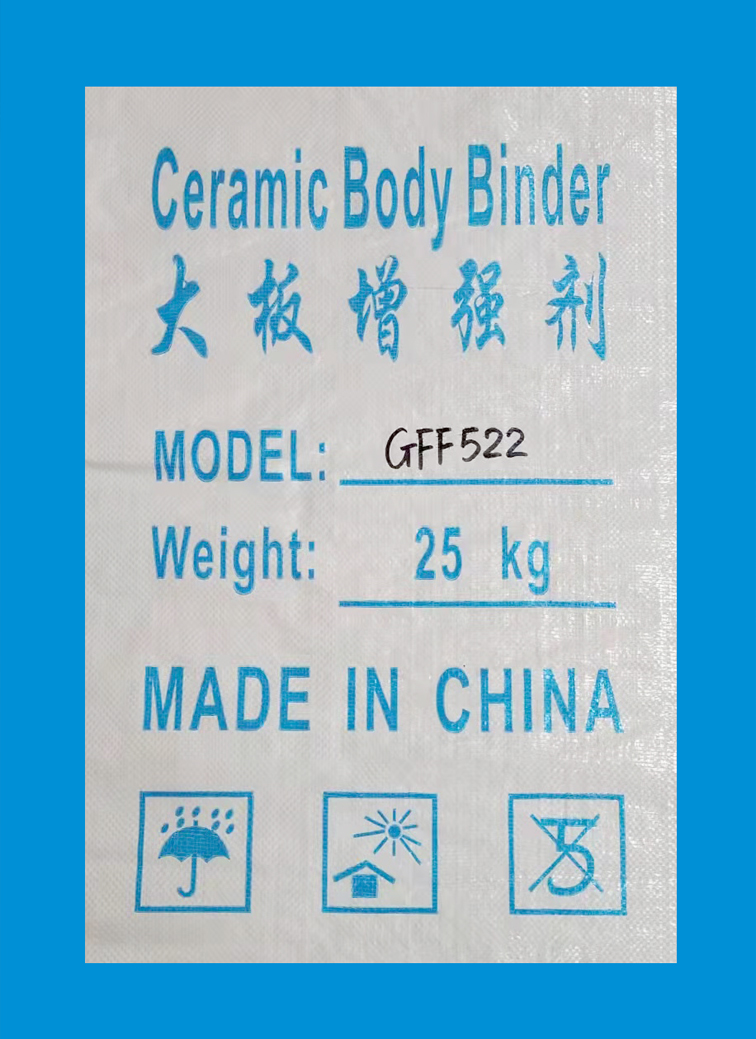 Ceramic Body Binder
大板增强剂
MODEL: GFF522
Weight: 25 kg
MADE IN CHINA